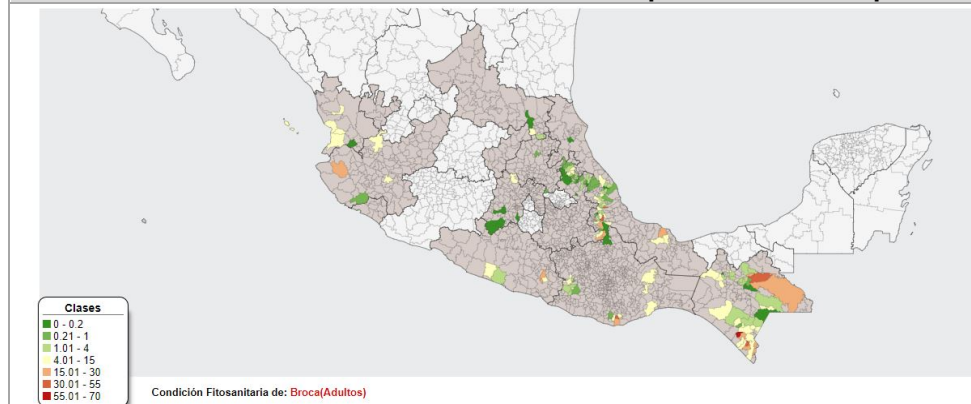 Clases
0 - 0.2
0.21 - 1
1.01 - 4
4.01 - 15
15.01 - 30
30.01 - 55
55.01 - 70
Condición Fitosanitaria de: Broca(Adultos)